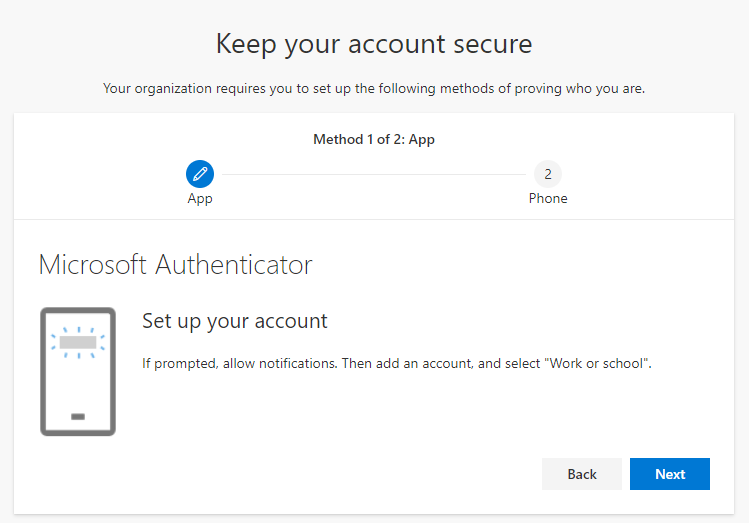 Keep your account secure
Your organization requires you to set up the following methods of proving who you are.
Method 1 of 2: App
2
App
Phone
Microsoft Authenticator
Set up your account
If prompted, allow notifications. Then add an account, and select "Work or school".
Back
Next